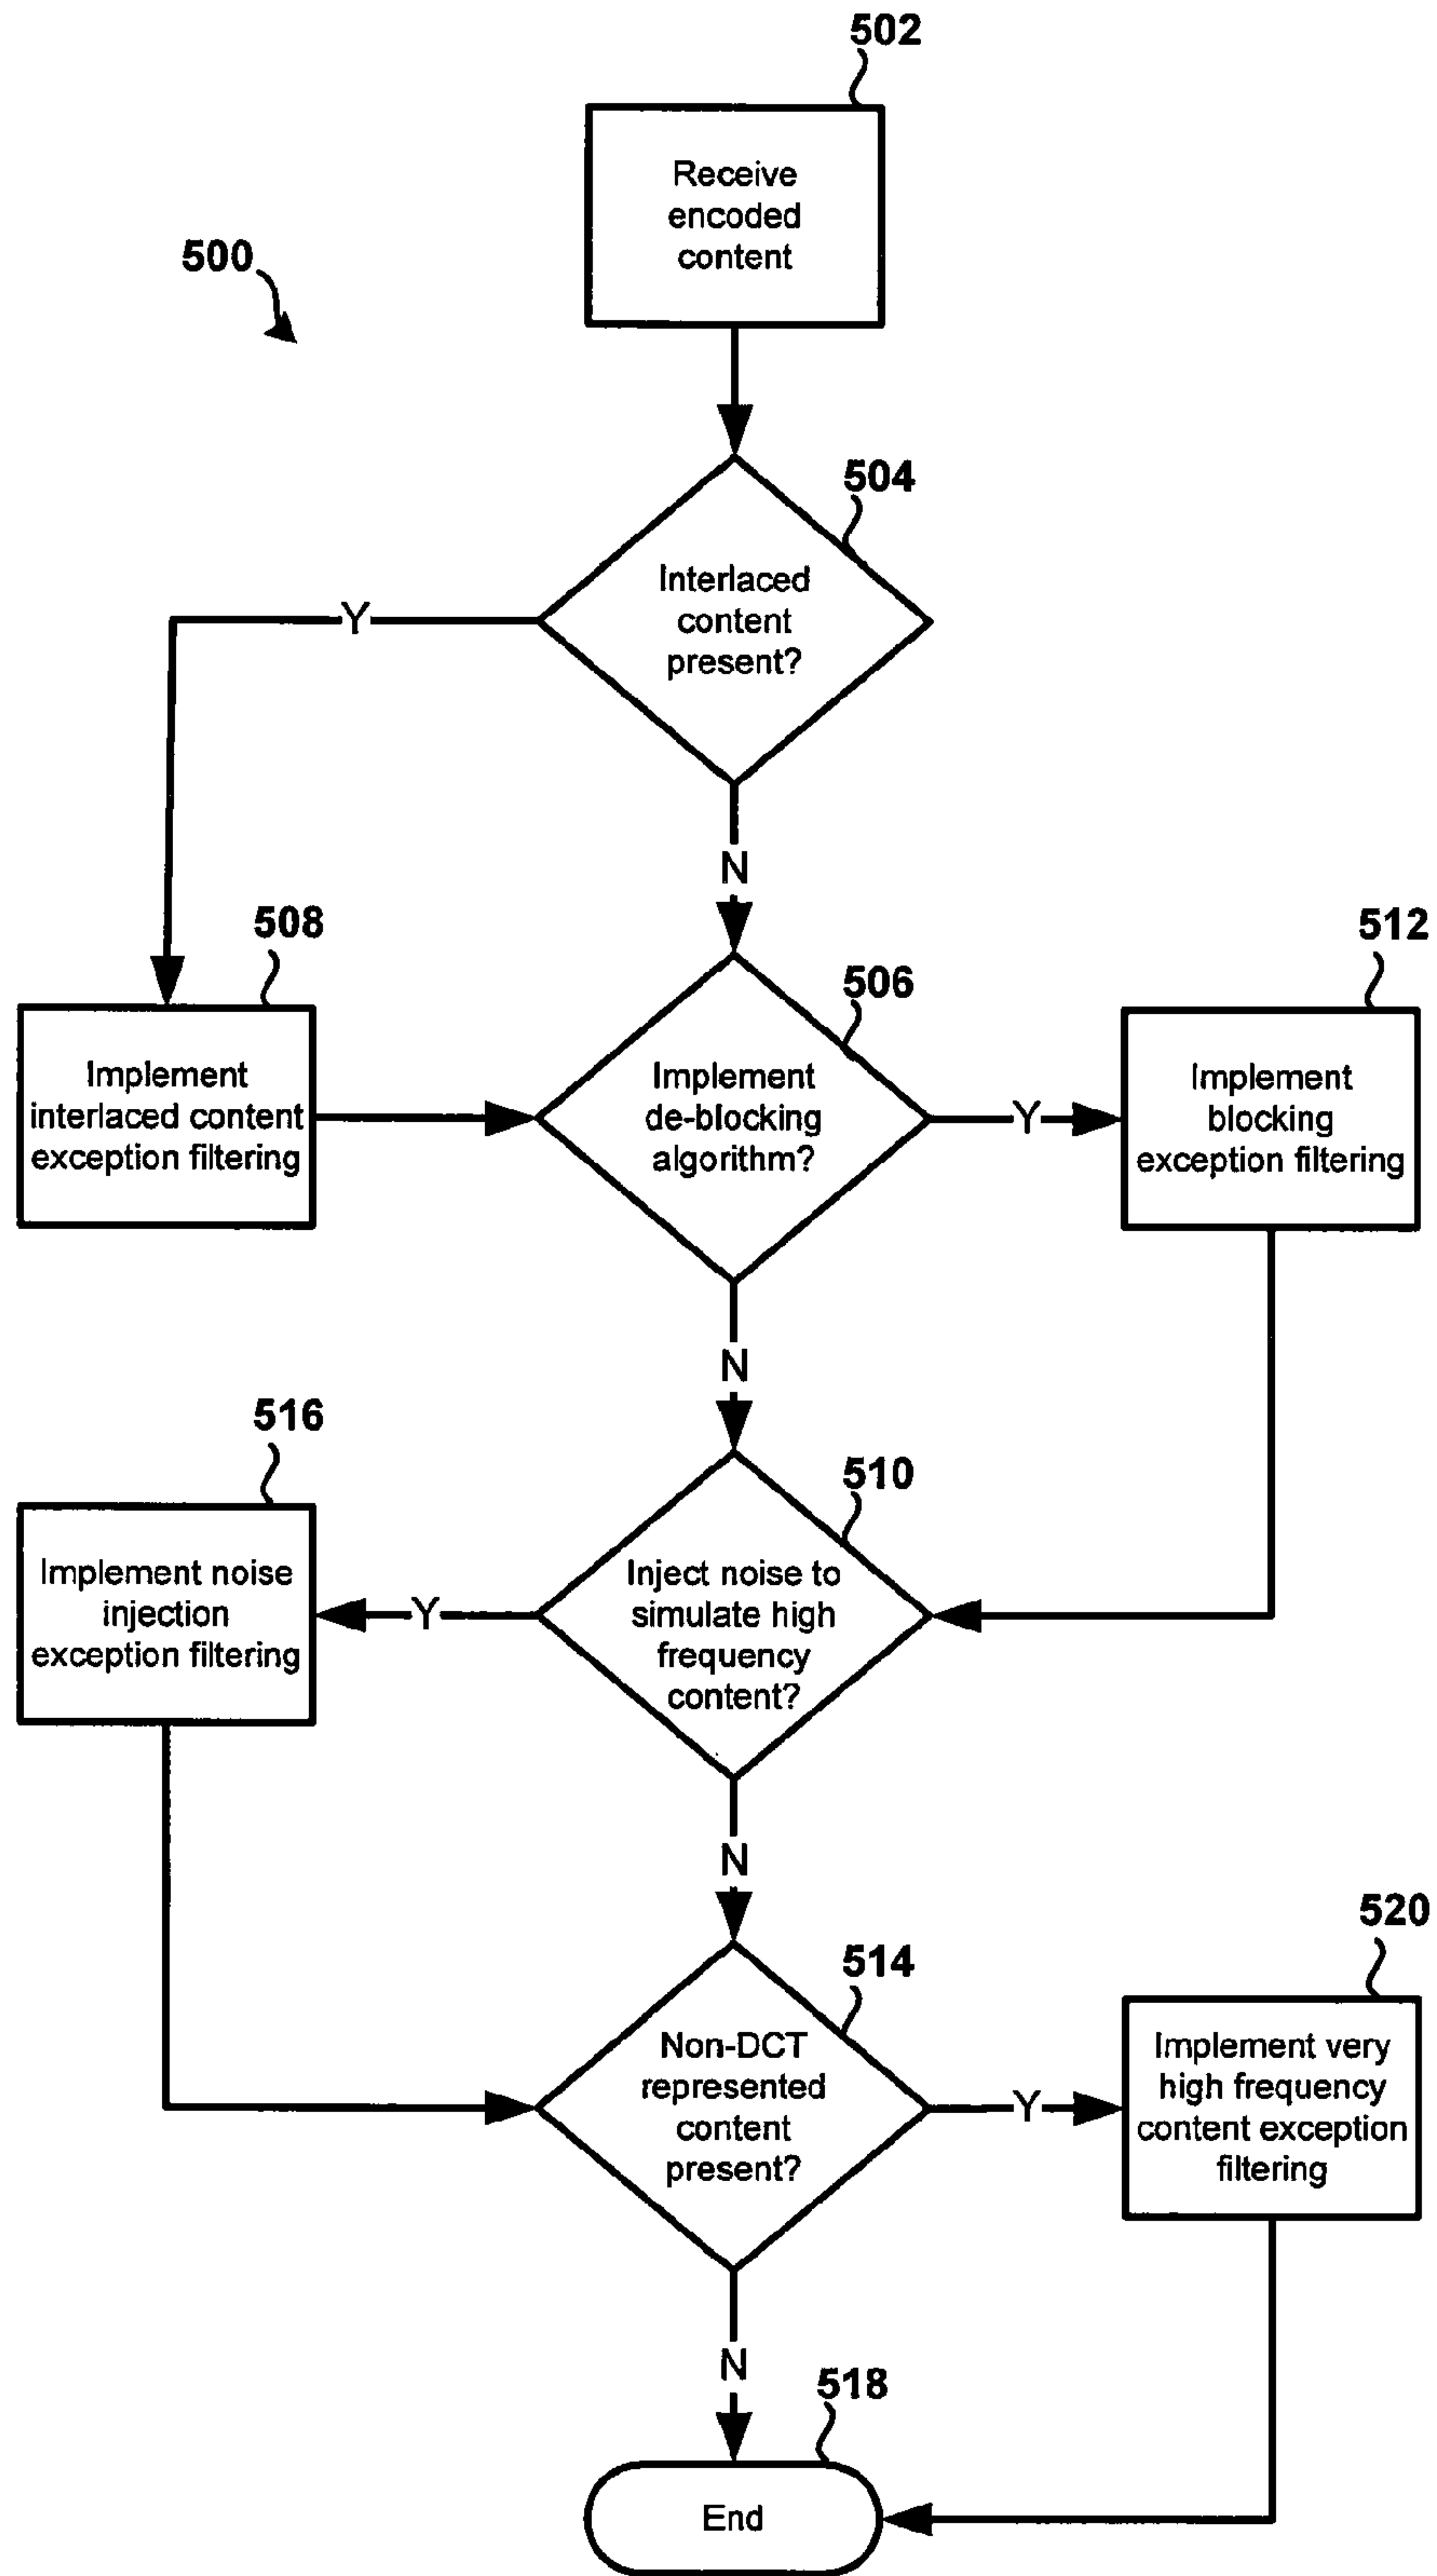 502
Receive
encoded
content
500
504
Interlaced
content
present?
Y
N
508
512
506
Implement
interlaced content
exception filtering
Implement
de-blocking
algorithm?
Y
Implement
blocking
exception filtering
N
516
510
Implement noise
injection
exception filtering
Y
Inject noise to
simulate high
frequency
content?
N
520
514
Non-DCT
represented
content
present?
Y
Implement very
high frequency
content exception
filtering
N
518
End